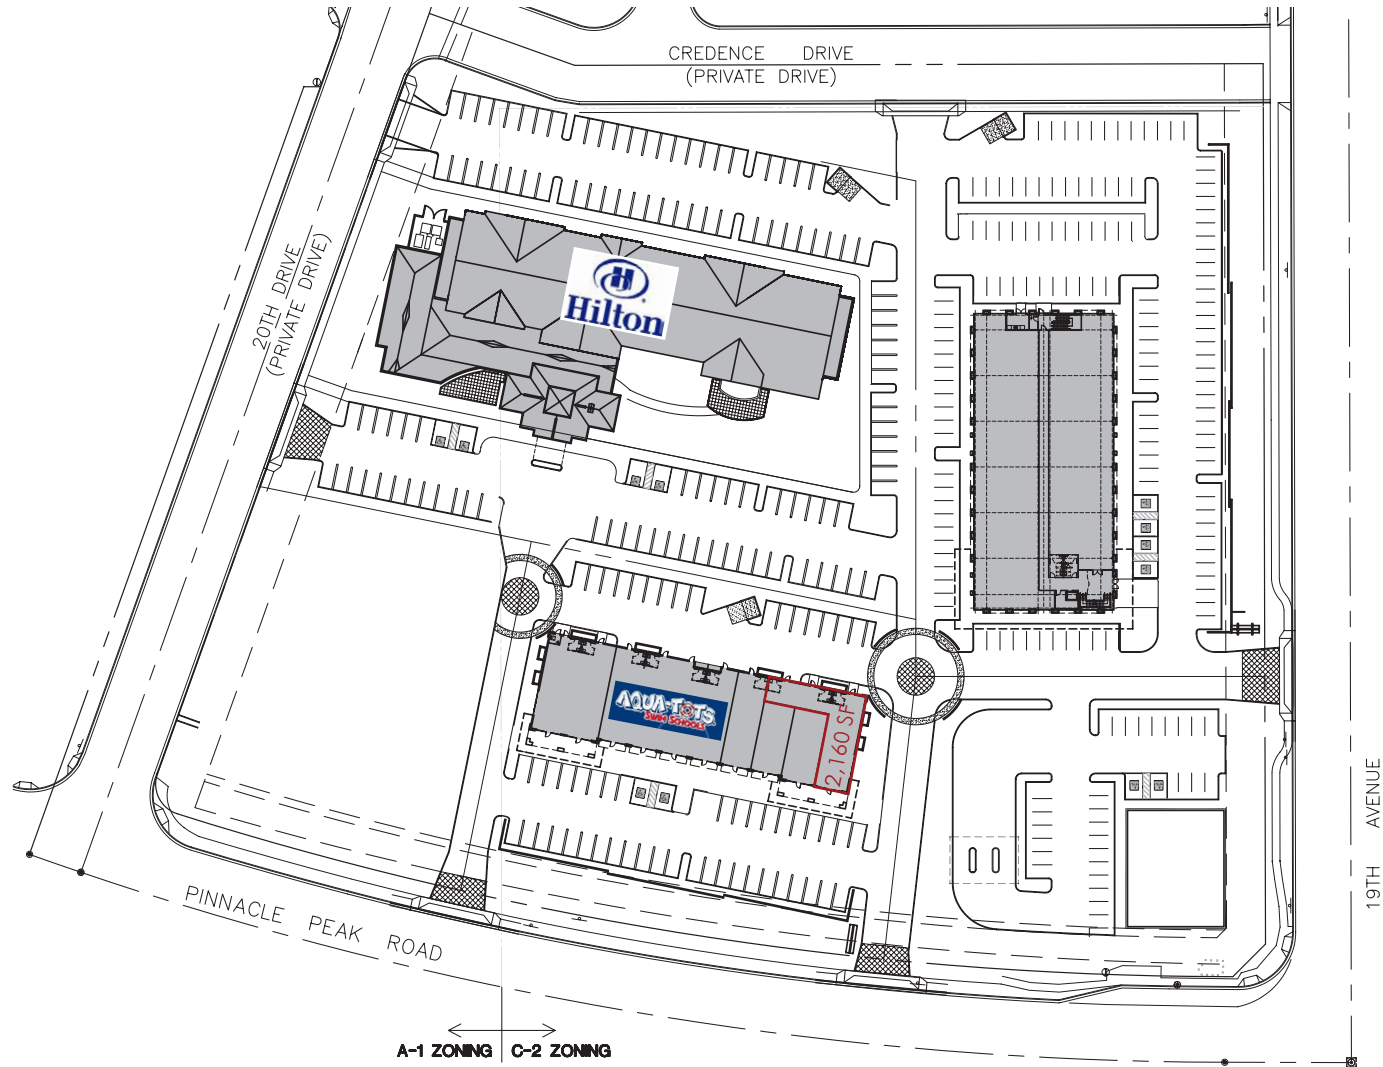 CREDENCE DRIVE
(PRIVATE DRIVE)
20TH DRIVE
(PRIVATE DRIVE)
Hilton
AQUA-TOTS
SWIM SCHOOLS
2,160 SF
19TH AVENUE
PINNACLE PEAK ROAD
A-1 ZONING
C-2 ZONING